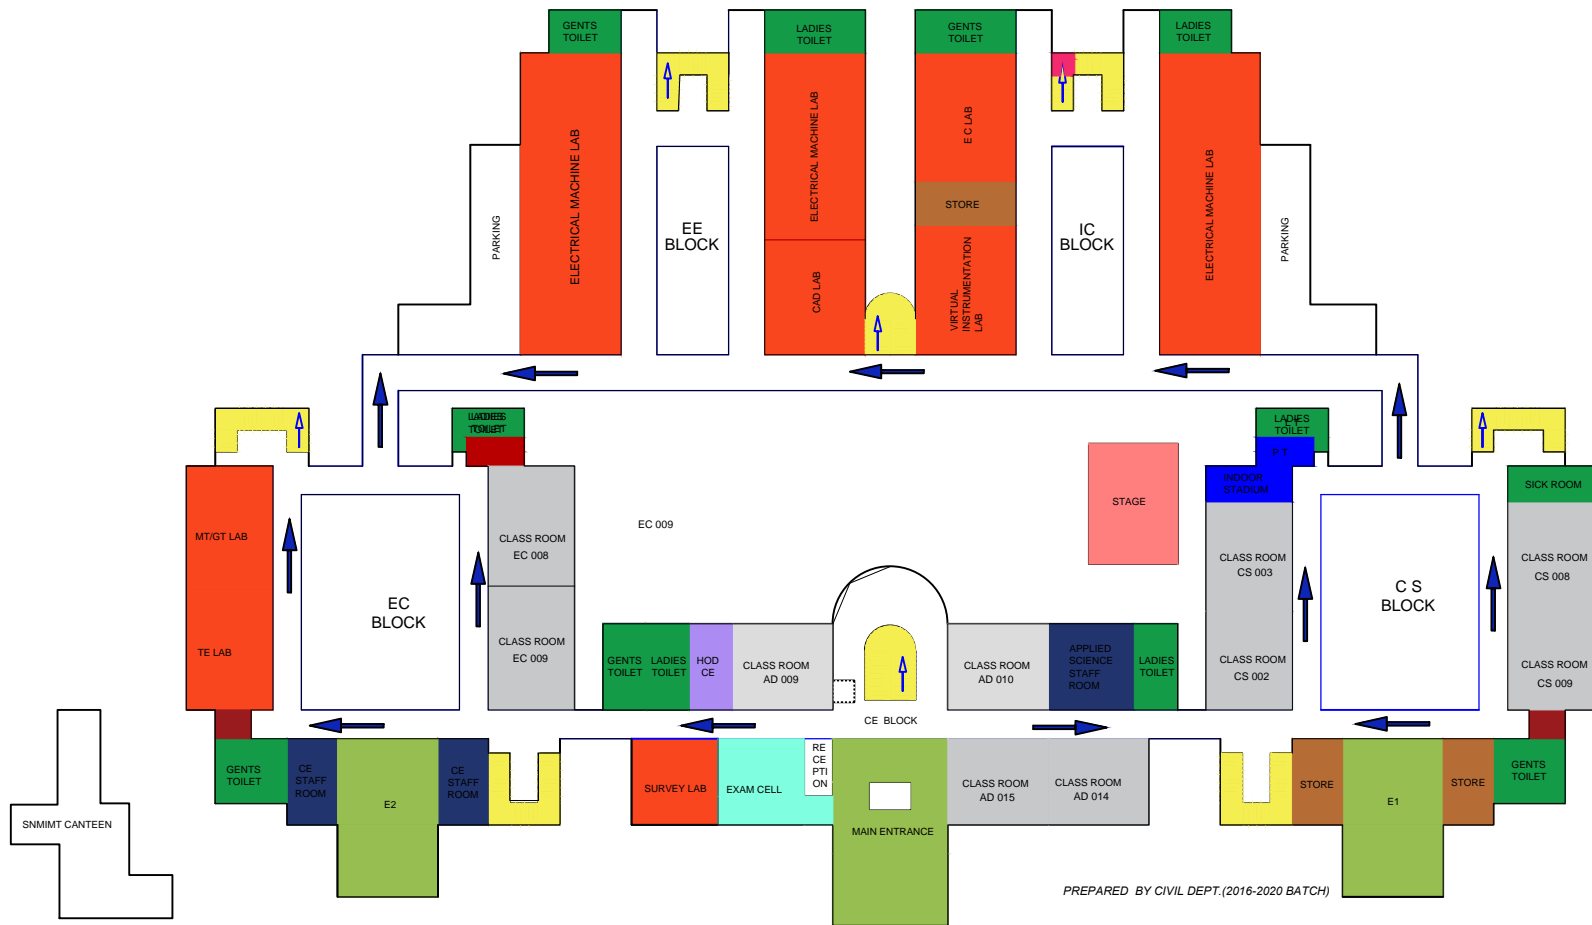 GENTS
TOILET
LADIES
TOILET
GENTS
TOILET
LADIES
TOILET
ELECTRICAL MACHINE LAB
ELECTRICAL MACHINE LAB
E C LAB
ELECTRICAL MACHINE LAB
PARKING
EE
BLOCK
STORE
IC
BLOCK
PARKING
CAD LAB
VIRTUAL
INSTRUMENTATION
LAB
LADIES
TOILET
LADIES
TOILET
P T
INDOOR
STADIUM
SICK ROOM
STAGE
EC 009
MT/GT LAB
CLASS ROOM
EC 008
CLASS ROOM
CS 003
CLASS ROOM
CS 008
EC
BLOCK
C S
BLOCK
TE LAB
CLASS ROOM
EC 009
GENTS
TOILET
LADIES
TOILET
HOD
CE
CLASS ROOM
AD 009
CLASS ROOM
AD 010
APPLIED
SCIENCE
STAFF
ROOM
LADIES
TOILET
CLASS ROOM
CS 002
CLASS ROOM
CS 009
CE BLOCK
GENTS
TOILET
CE
STAFF
ROOM
E2
CE
STAFF
ROOM
SURVEY LAB
EXAM CELL
RE
CE
PTI
ON
MAIN ENTRANCE
CLASS ROOM
AD 015
CLASS ROOM
AD 014
STORE
E1
STORE
GENTS
TOILET
SNMIMT CANTEEN
PREPARED BY CIVIL DEPT.(2016-2020 BATCH)